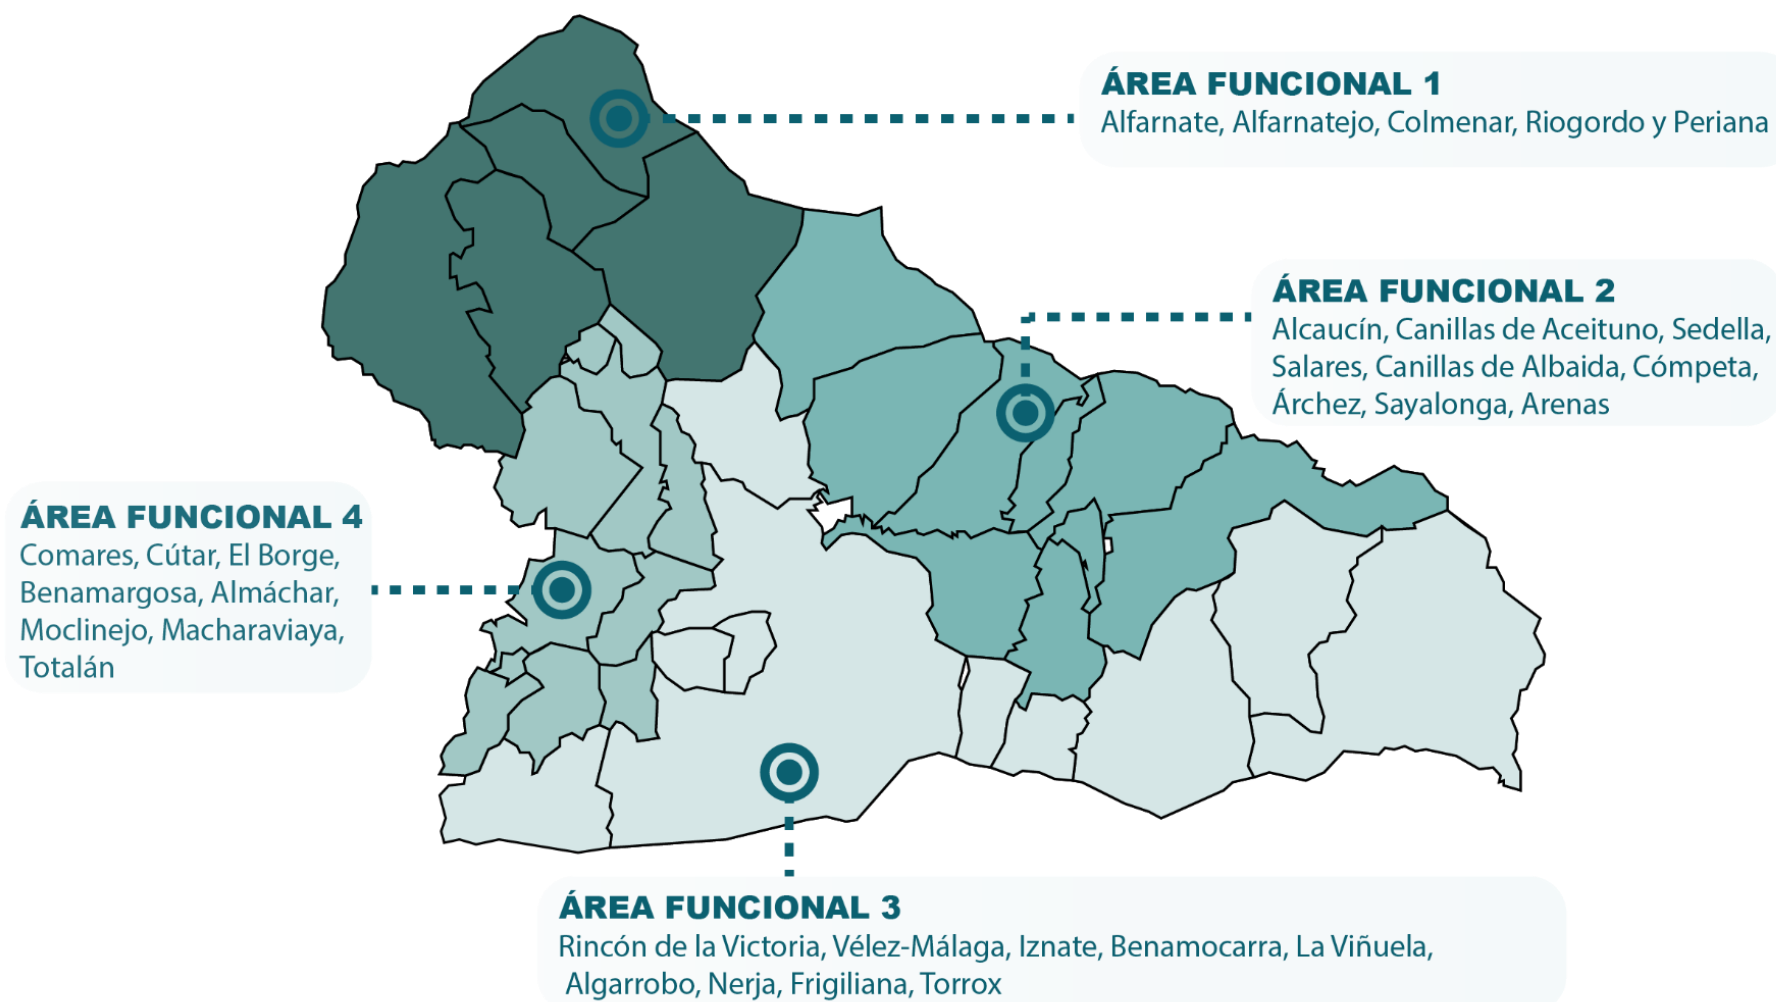 ÁREA FUNCIONAL 1
Alfarnate, Alfarnatejo, Colmenar, Riogordo y Periana
ÁREA FUNCIONAL 2
Alcaucín, Canillas de Aceituno, Sedella,
Salares, Canillas de Albaida, Cómpeta,
Árchez, Sayalonga, Arenas
ÁREA FUNCIONAL 4
Comares, Cútar, El Borge,
Benamargosa, Almáchar,
Moclinejo, Macharaviaya,
Totalán
ÁREA FUNCIONAL 3
Rincón de la Victoria, Vélez-Málaga, Iznate, Benamocarra, La Viñuela,
Algarrobo, Nerja, Frigiliana, Torrox